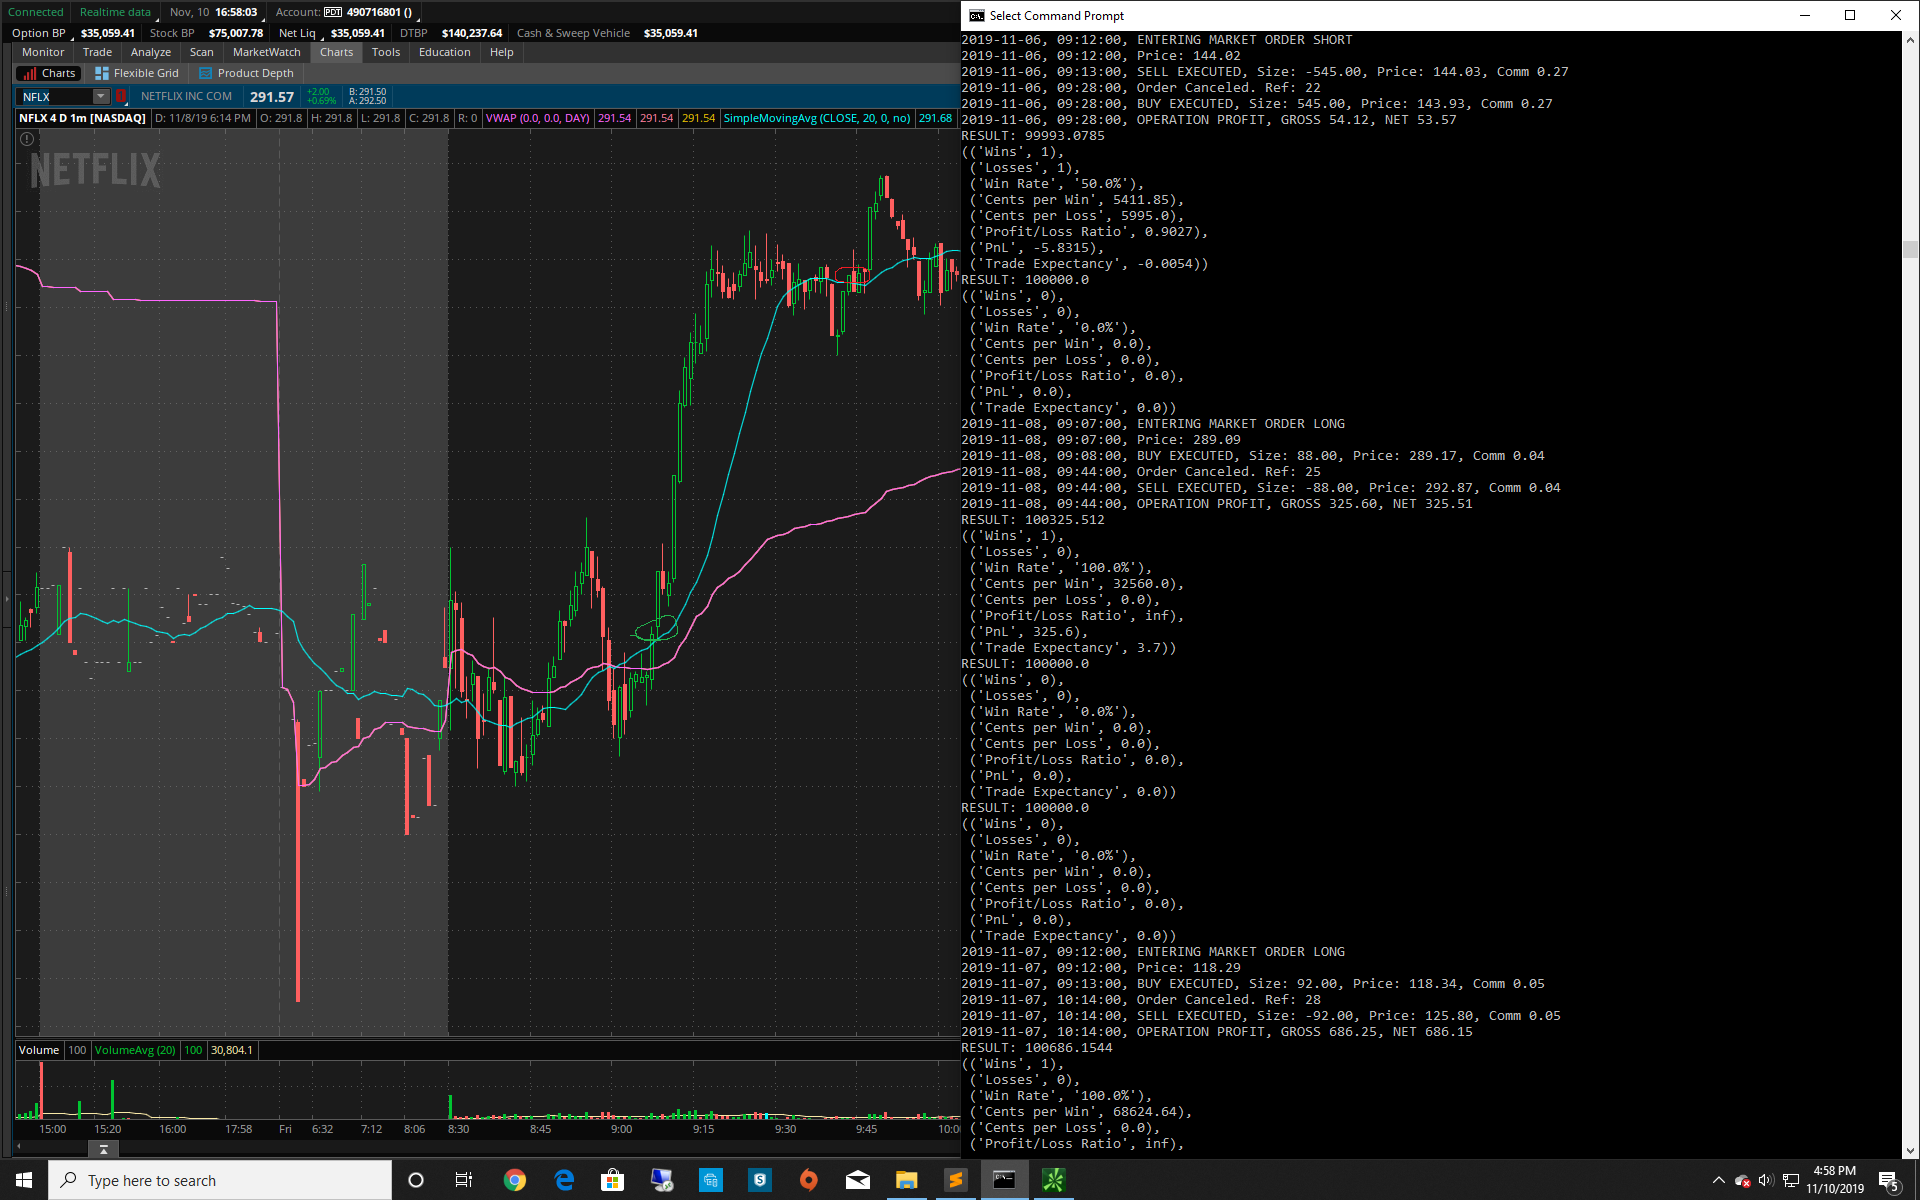 Connected Realtime data Nov, 10 16:58:03 Account: PDT 490716801 ()
Option BP $35,059.41 Stock BP $75,007.78 Net Liq $35,059.41 DTBP $140,237.64 Cash & Sweep Vehicle $35,059.41
Monitor Trade Analyze Scan MarketWatch Charts Tools Education Help
Charts Flexible Grid Product Depth
NFLX NETFLIX INC COM 291.57 +2.00 +0.69% B: 291.50 A: 292.50
NFLX 4 D 1m [NASDAQ] D: 11/8/19 6:14 PM O: 291.8 H: 291.8 L: 291.8 C: 291.8 R: 0 VWAP (0.0, 0.0, DAY) 291.54 291.54 291.54 SimpleMovingAvg (CLOSE, 20, 0, no) 291.68
NETFLIX
Volume 100 VolumeAvg (20) 100 30,804.1
15:00 15:20 16:00 17:58 Fri 6:32 7:12 8:06 8:30 8:45 9:00 9:15 9:30 9:45 10:0
Select Command Prompt
2019-11-06, 09:12:00, ENTERING MARKET ORDER SHORT
2019-11-06, 09:12:00, Price: 144.02
2019-11-06, 09:13:00, SELL EXECUTED, Size: -545.00, Price: 144.03, Comm 0.27
2019-11-06, 09:28:00, Order Canceled. Ref: 22
2019-11-06, 09:28:00, BUY EXECUTED, Size: 545.00, Price: 143.93, Comm 0.27
2019-11-06, 09:28:00, OPERATION PROFIT, GROSS 54.12, NET 53.57
RESULT: 99993.0785
(('Wins', 1),
('Losses', 1),
('Win Rate', '50.0%'),
('Cents per Win', 5411.85),
('Cents per Loss', 5995.0),
('Profit/Loss Ratio', 0.9027),
('PnL', -5.8315),
('Trade Expectancy', -0.0054))
RESULT: 100000.0
(('Wins', 0),
('Losses', 0),
('Win Rate', '0.0%'),
('Cents per Win', 0.0),
('Cents per Loss', 0.0),
('Profit/Loss Ratio', 0.0),
('PnL', 0.0),
('Trade Expectancy', 0.0))
2019-11-08, 09:07:00, ENTERING MARKET ORDER LONG
2019-11-08, 09:07:00, Price: 289.09
2019-11-08, 09:08:00, BUY EXECUTED, Size: 88.00, Price: 289.17, Comm 0.04
2019-11-08, 09:44:00, Order Canceled. Ref: 25
2019-11-08, 09:44:00, SELL EXECUTED, Size: -88.00, Price: 292.87, Comm 0.04
2019-11-08, 09:44:00, OPERATION PROFIT, GROSS 325.60, NET 325.51
RESULT: 100325.512
(('Wins', 1),
('Losses', 0),
('Win Rate', '100.0%'),
('Cents per Win', 32560.0),
('Cents per Loss', 0.0),
('Profit/Loss Ratio', inf),
('PnL', 325.6),
('Trade Expectancy', 3.7))
RESULT: 100000.0
(('Wins', 0),
('Losses', 0),
('Win Rate', '0.0%'),
('Cents per Win', 0.0),
('Cents per Loss', 0.0),
('Profit/Loss Ratio', 0.0),
('PnL', 0.0),
('Trade Expectancy', 0.0))
RESULT: 100000.0
(('Wins', 0),
('Losses', 0),
('Win Rate', '0.0%'),
('Cents per Win', 0.0),
('Cents per Loss', 0.0),
('Profit/Loss Ratio', 0.0),
('PnL', 0.0),
('Trade Expectancy', 0.0))
2019-11-07, 09:12:00, ENTERING MARKET ORDER LONG
2019-11-07, 09:12:00, Price: 118.29
2019-11-07, 09:13:00, BUY EXECUTED, Size: 92.00, Price: 118.34, Comm 0.05
2019-11-07, 10:14:00, Order Canceled. Ref: 28
2019-11-07, 10:14:00, SELL EXECUTED, Size: -92.00, Price: 125.80, Comm 0.05
2019-11-07, 10:14:00, OPERATION PROFIT, GROSS 686.25, NET 686.15
RESULT: 100686.1544
(('Wins', 1),
('Losses', 0),
('Win Rate', '100.0%'),
('Cents per Win', 68624.64),
('Cents per Loss', 0.0),
('Profit/Loss Ratio', inf),
Type here to search
4:58 PM
11/10/2019
5